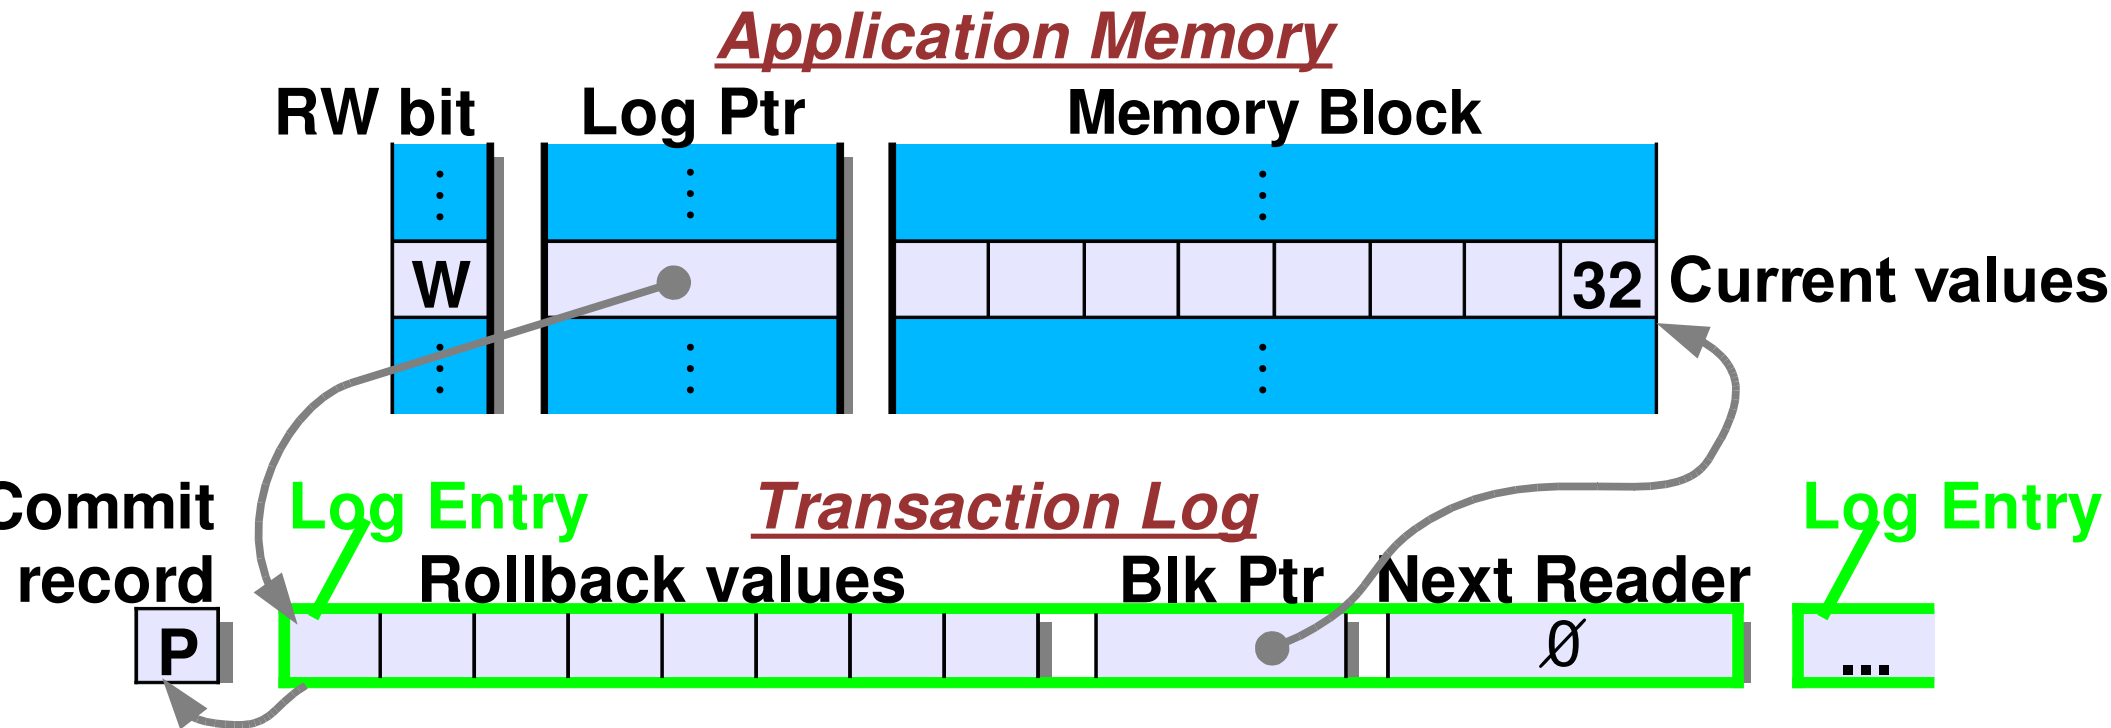 Application Memory
RW bit Log Ptr Memory Block
W 32 Current values
Commit Log Entry Transaction Log Log Entry
record Rollback values Blk Ptr Next Reader
P Ø ...